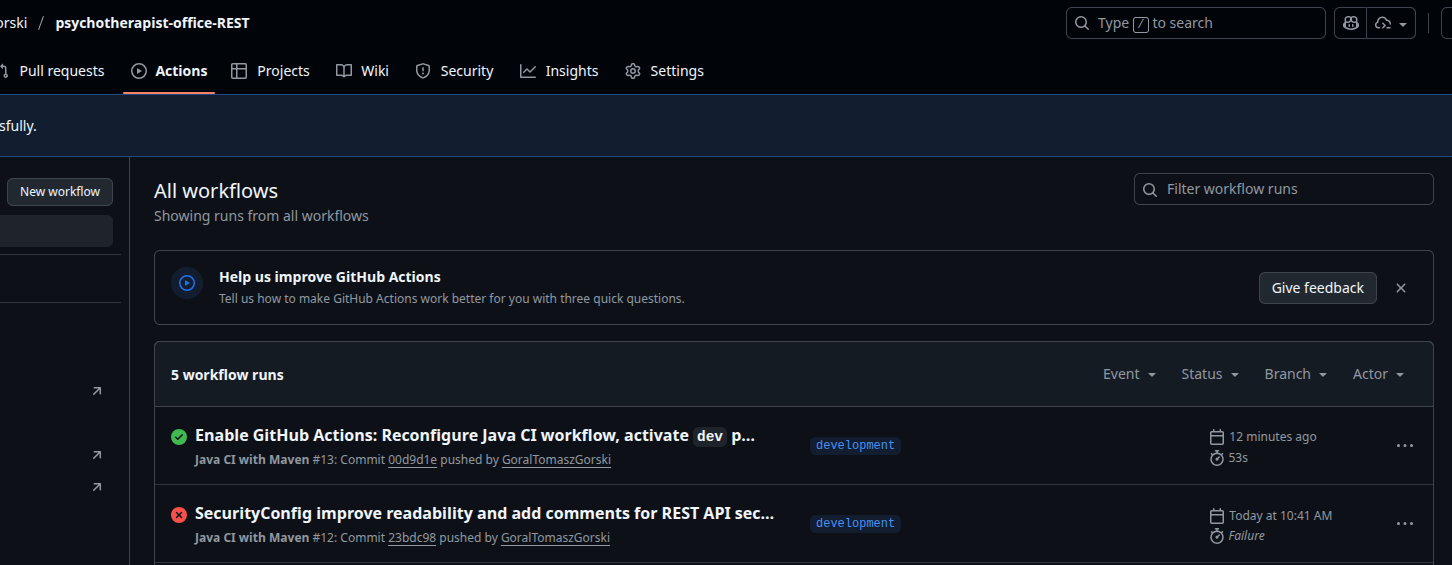 orski / psychotherapist-office-REST
Type / to search
Pull requests Actions Projects Wiki Security Insights Settings
sfully.
New workflow
All workflows
Showing runs from all workflows
Filter workflow runs
Help us improve GitHub Actions
Tell us how to make GitHub Actions work better for you with three quick questions.
Give feedback
5 workflow runs
Event Status Branch Actor
Enable GitHub Actions: Reconfigure Java CI workflow, activate dev p...
Java CI with Maven #13: Commit 00d9d1e pushed by GoralTomaszGorski
development
12 minutes ago
53s
SecurityConfig improve readability and add comments for REST API sec...
Java CI with Maven #12: Commit 23bdc98 pushed by GoralTomaszGorski
development
Today at 10:41 AM
Failure